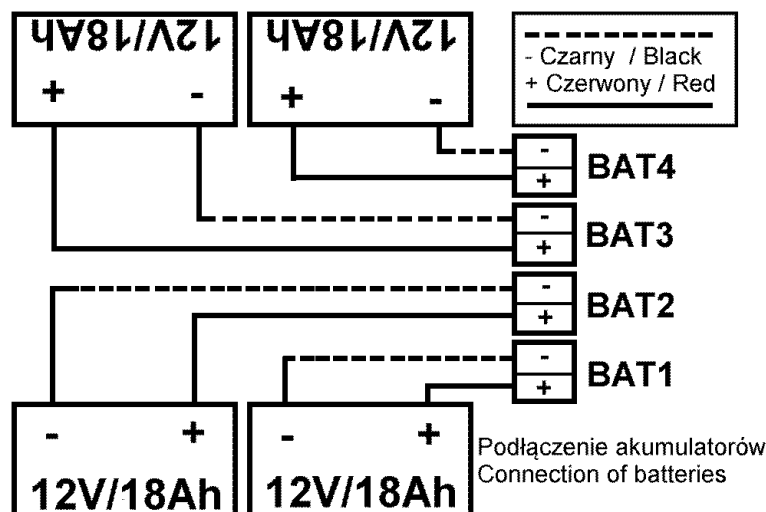 12V/18Ah
12V/18Ah
+ -
+ -
- Czarny / Black
+ Czerwony / Red
-
+
BAT4
-
+
BAT3
-
+
BAT2
-
+
BAT1
- +
- +
12V/18Ah
12V/18Ah
Podłączenie akumulatorów
Connection of batteries